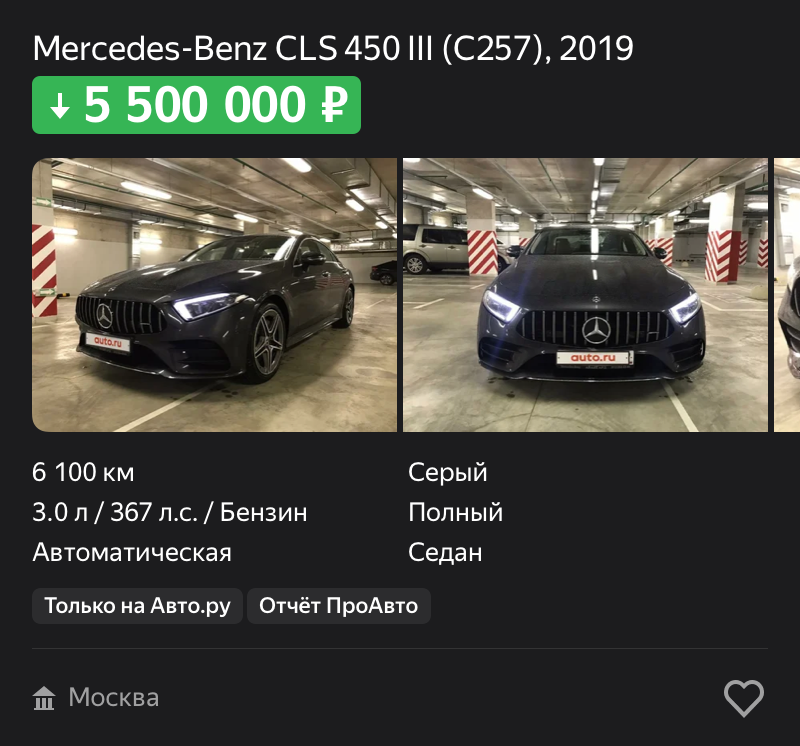 Mercedes-Benz CLS 450 III (C257), 2019
↓ 5 500 000 ₽
auto.ru
auto.ru
6 100 км
Серый
3.0 л / 367 л.с. / Бензин
Полный
Автоматическая
Седан
Только на Авто.ру
Отчёт ПроАвто
Москва